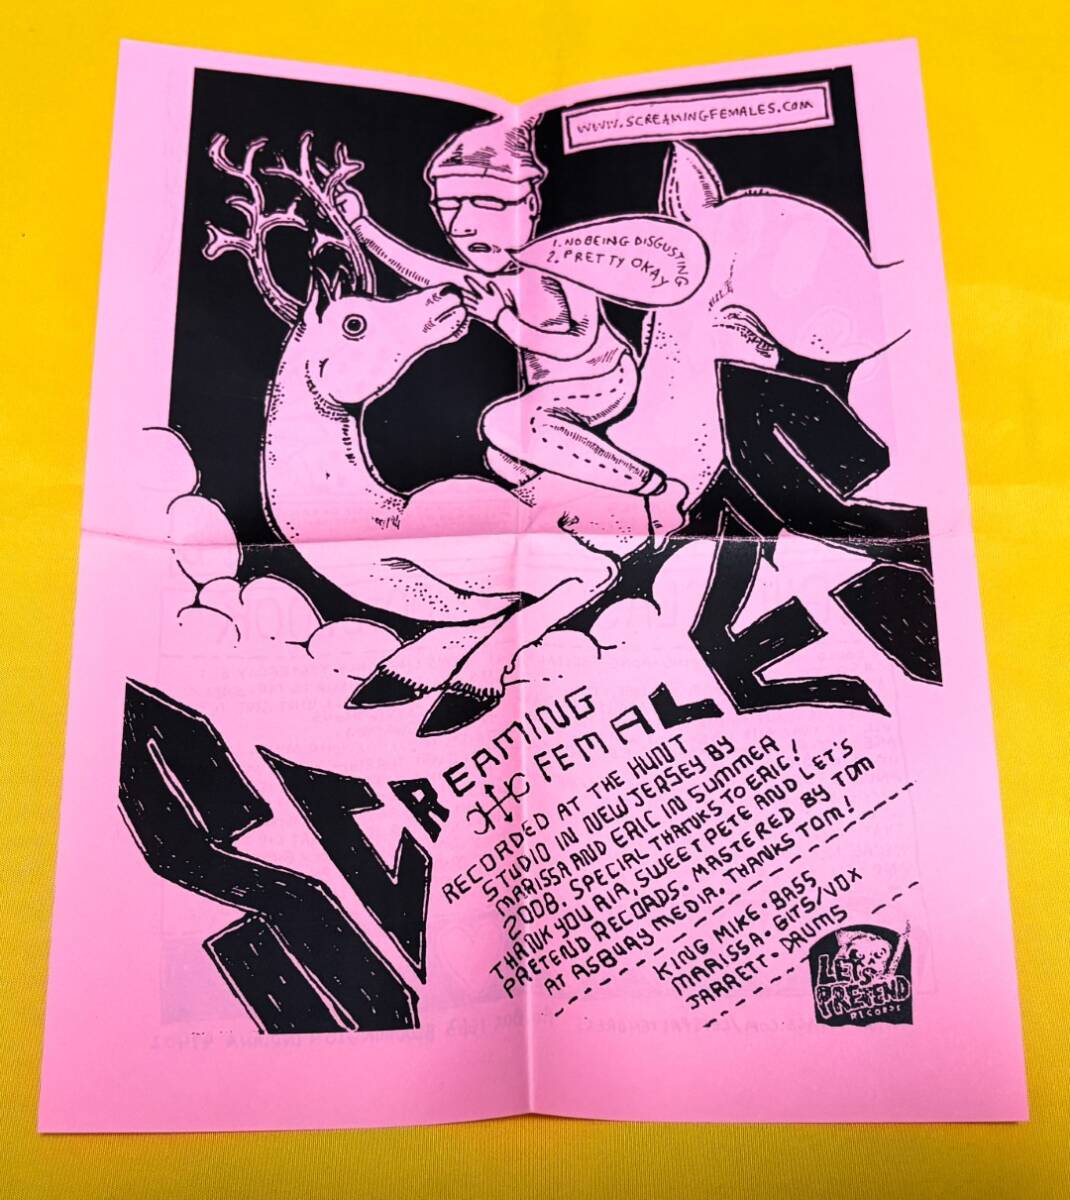 WWW.SCREAMINGFEMALES.COM
1. NO BEING DISGUSTING
2. PRETTY OKAY
SCREAMING
FEMALES
RECORDED AT THE HUNT
STUDIO IN NEW JERSEY BY
MARISSA AND ERIC IN SUMMER
2008. SPECIAL THANKS TO ERIC!
THANK YOU RIA, SWEET PETE AND LET'S
PRETEND RECORDS. MASTERED BY TOM
AT ASBURY MEDIA. THANKS TOM!
KING MIKE · BASS
MARISSA · GITS/VOX
JARRETT · DRUMS
LET'S
PRETEND
RECORDS